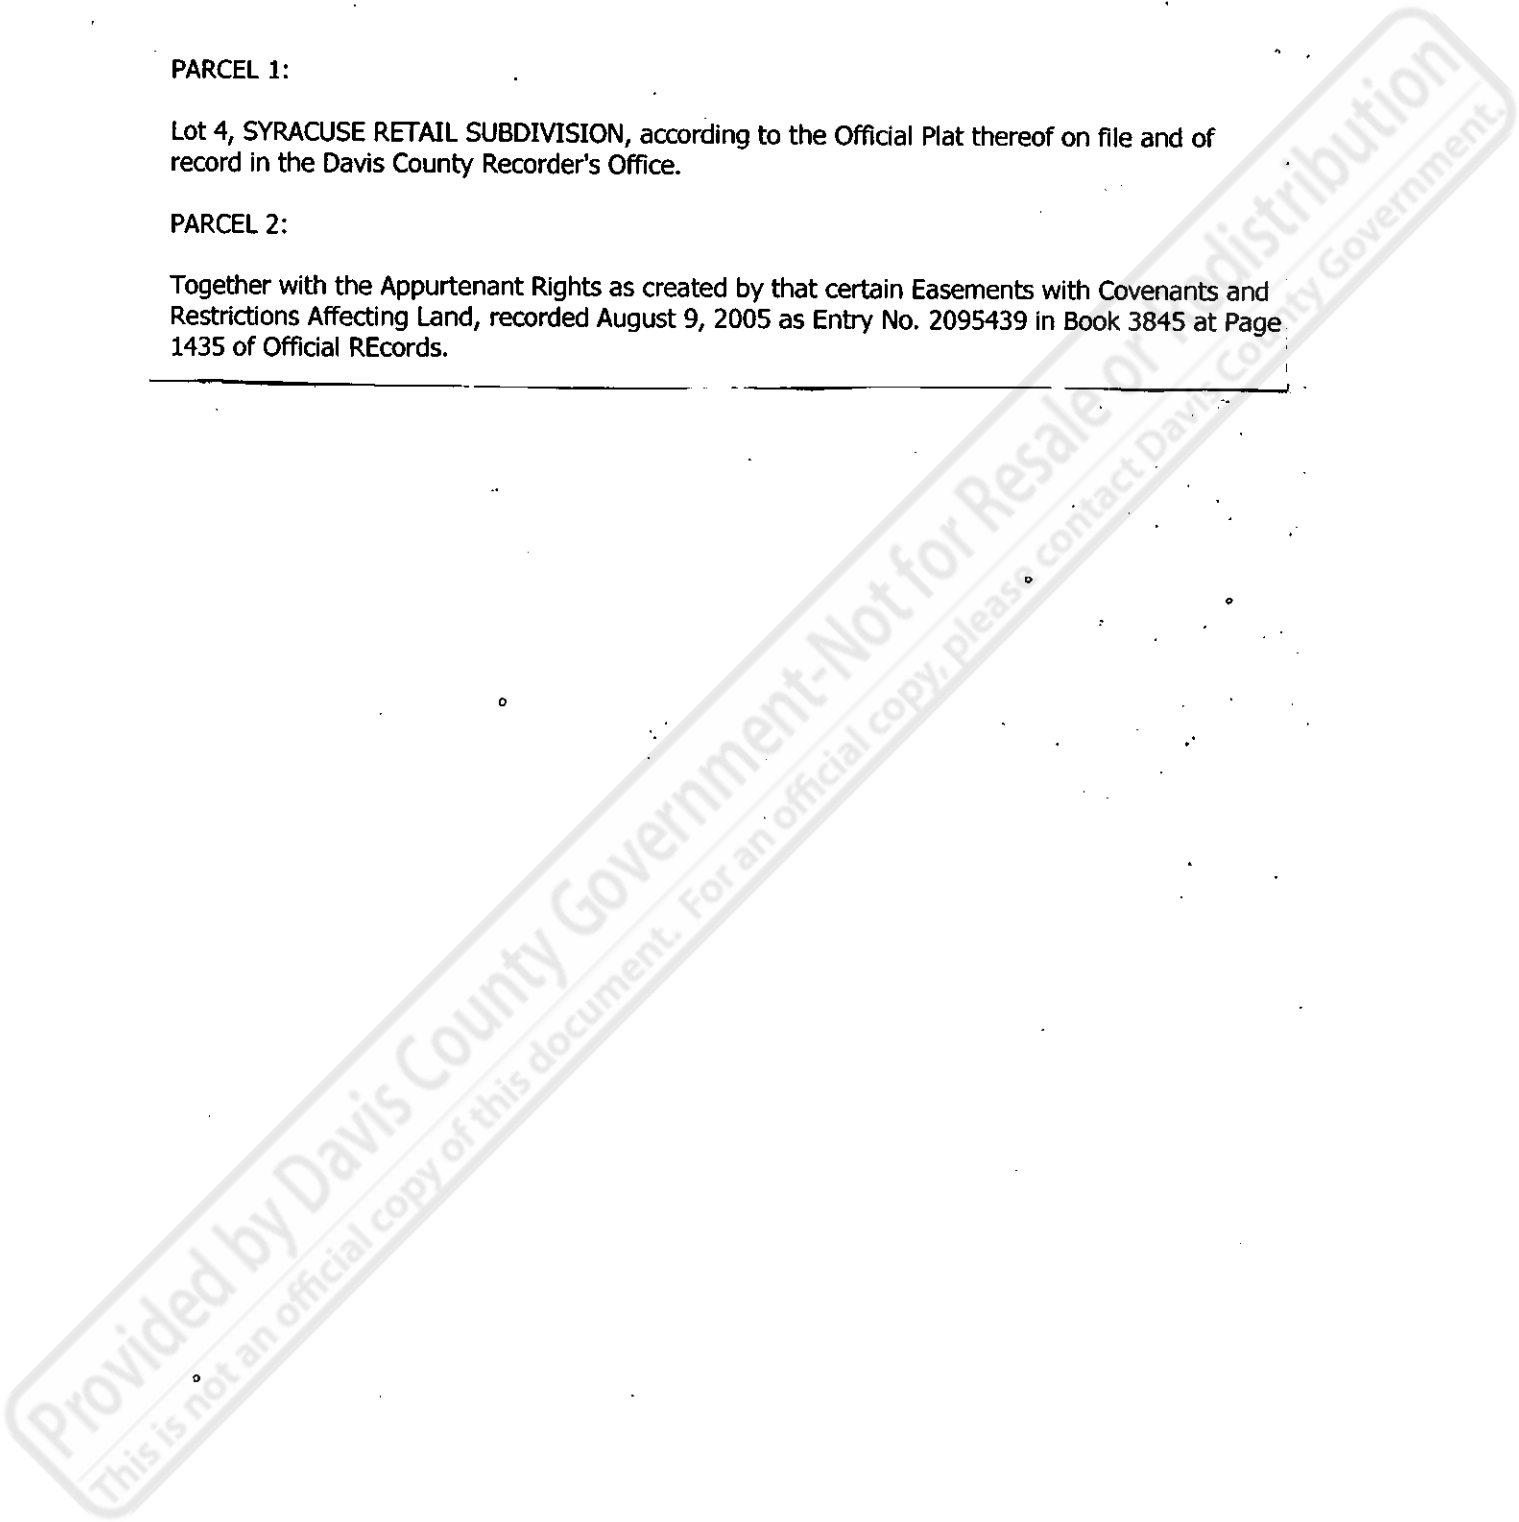 PARCEL 1:
Lot 4, SYRACUSE RETAIL SUBDIVISION, according to the Official Plat thereof on file and of
record in the Davis County Recorder's Office.
PARCEL 2:
Together with the Appurtenant Rights as created by that certain Easements with Covenants and
Restrictions Affecting Land, recorded August 9, 2005 as Entry No. 2095439 in Book 3845 at Page
1435 of Official REcords.
Provided by Davis County Government-Not for Resale or Redistribution
This is not an official copy of this document. For an official copy, please contact Davis County Government.